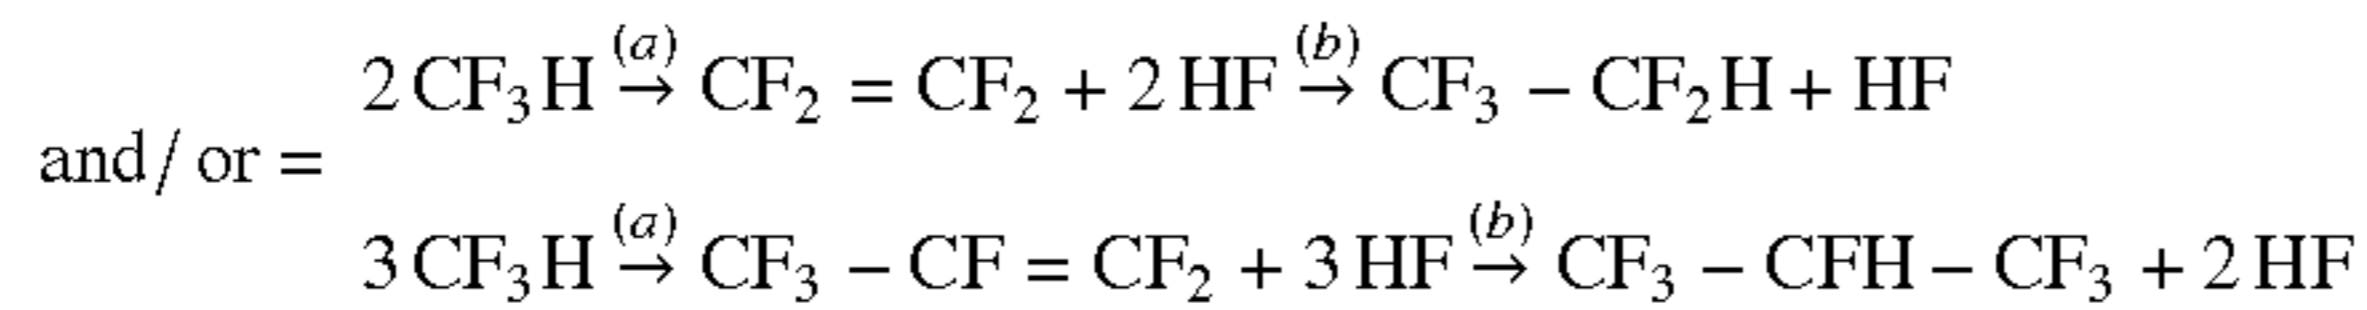 2 CF₃H (a)→ CF₂ = CF₂ + 2 HF (b)→ CF₃ − CF₂H + HF
and/or =
3 CF₃H (a)→ CF₃ − CF = CF₂ + 3 HF (b)→ CF₃ − CFH − CF₃ + 2 HF